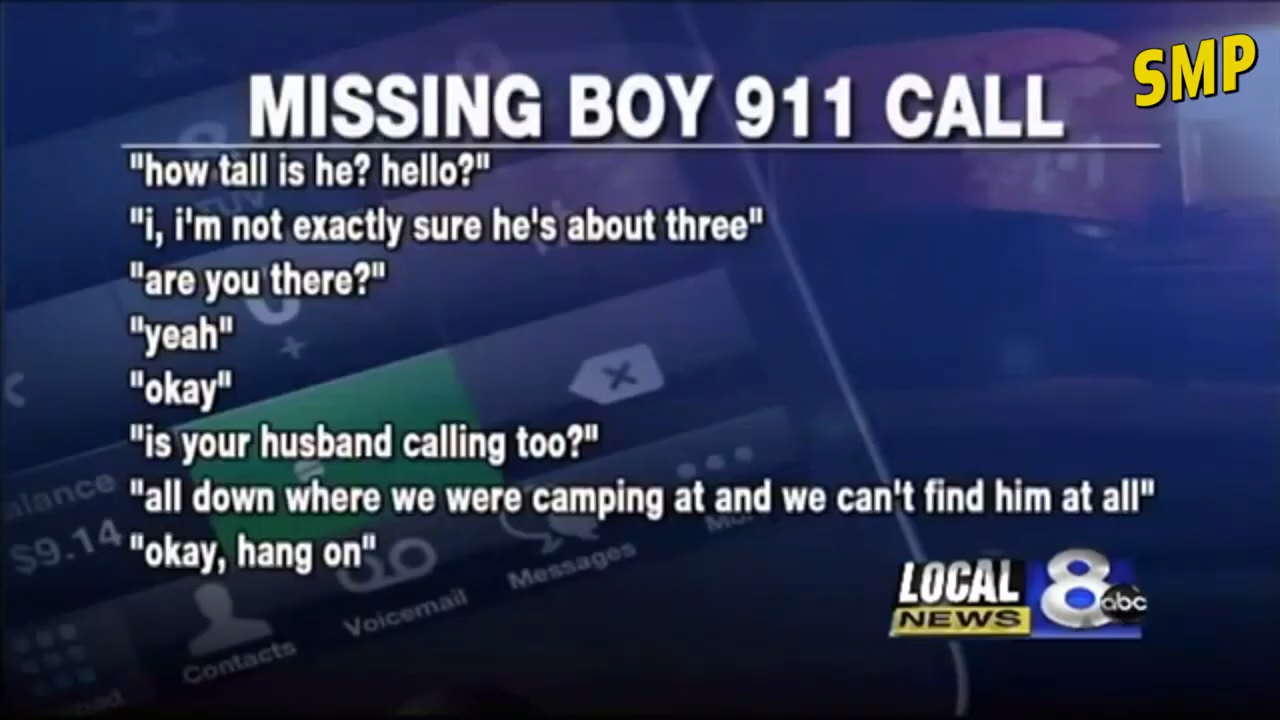 SMP
MISSING BOY 911 CALL
"how tall is he? hello?"
"i, i'm not exactly sure he's about three"
"are you there?"
"yeah"
"okay"
"is your husband calling too?"
"all down where we were camping at and we can't find him at all"
"okay, hang on"
alance
$9.14
Contacts
Voicemail
Messages
LOCAL
NEWS
8
abc